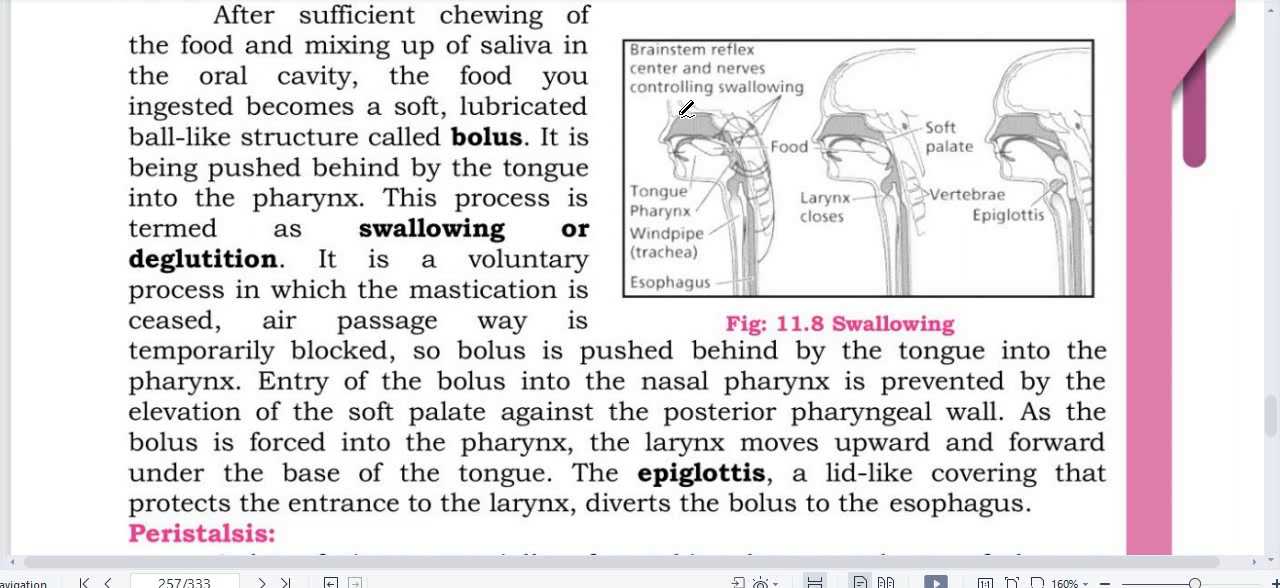 After sufficient chewing of
the food and mixing up of saliva in
the oral cavity, the food you
ingested becomes a soft, lubricated
ball-like structure called bolus. It is
being pushed behind by the tongue
into the pharynx. This process is
termed as swallowing or
deglutition. It is a voluntary
process in which the mastication is
ceased, air passage way is
temporarily blocked, so bolus is pushed behind by the tongue into the
pharynx. Entry of the bolus into the nasal pharynx is prevented by the
elevation of the soft palate against the posterior pharyngeal wall. As the
bolus is forced into the pharynx, the larynx moves upward and forward
under the base of the tongue. The epiglottis, a lid-like covering that
protects the entrance to the larynx, diverts the bolus to the esophagus.
Brainstem reflex
center and nerves
controlling swallowing
Food
Tongue
Pharynx
Windpipe
(trachea)
Esophagus
Soft
palate
Larynx
closes
Vertebrae
Epiglottis
Fig: 11.8 Swallowing
Peristalsis:
avigation
257/333
1:1
160%